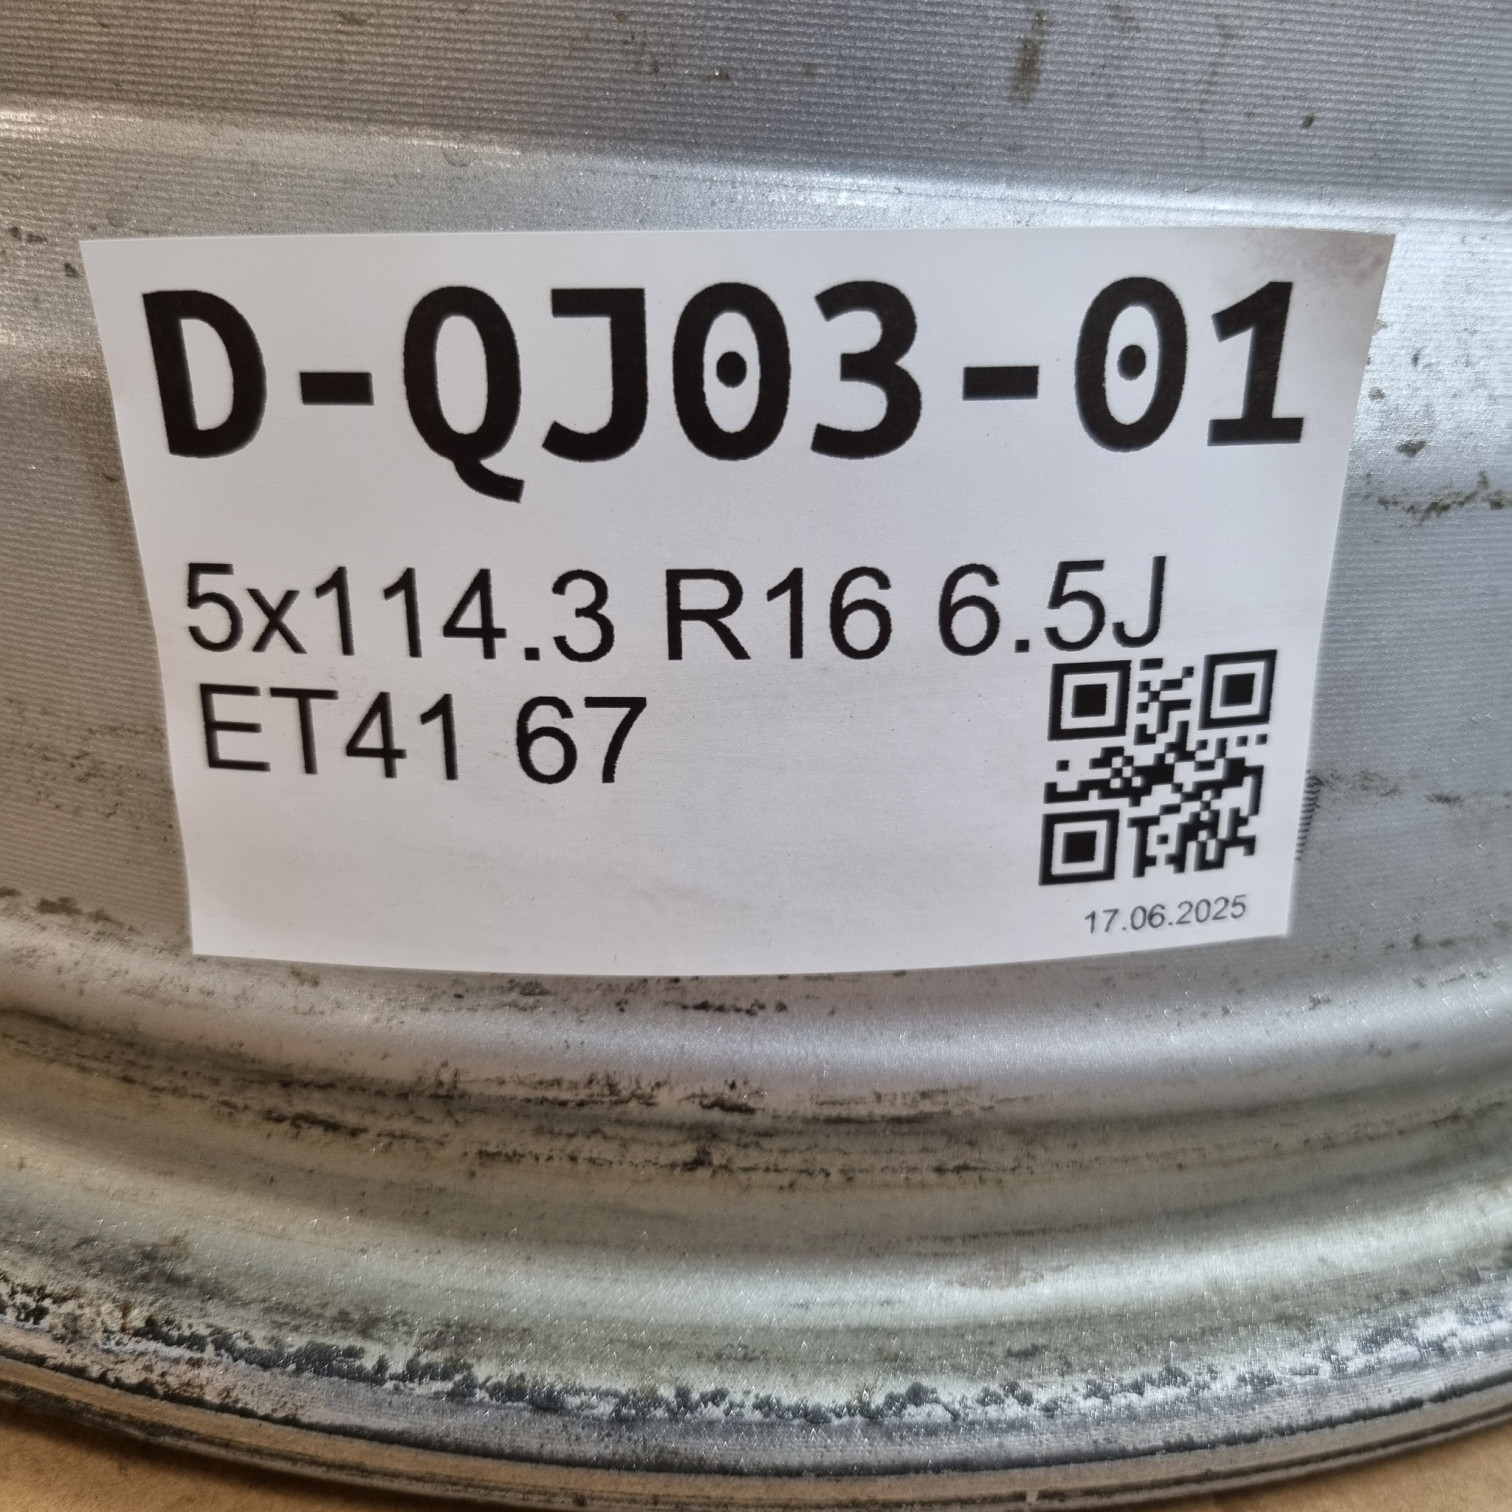 D-QJ03-01
5x114.3 R16 6.5J
ET41 67
17.06.2025